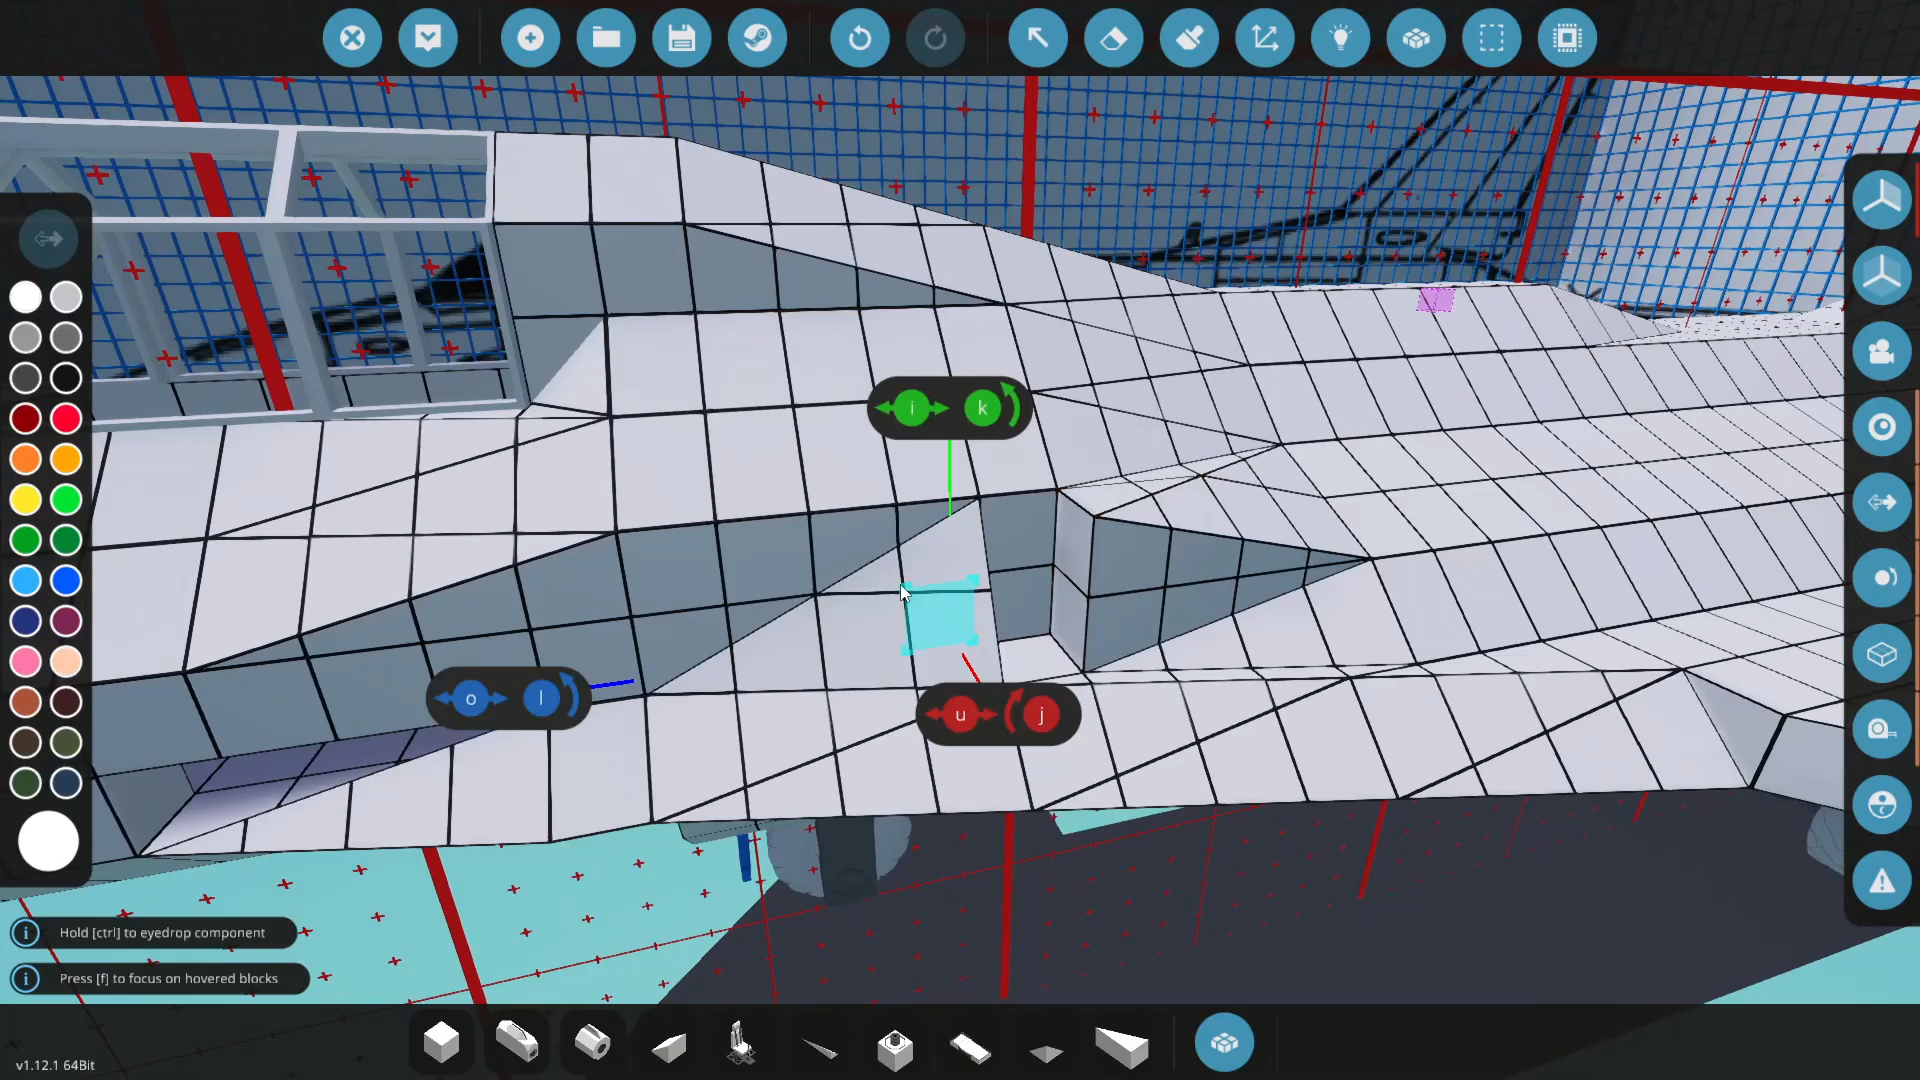 i k
o l
u j
Hold [ctrl] to eyedrop component
Press [f] to focus on hovered blocks
v1.12.1 64Bit